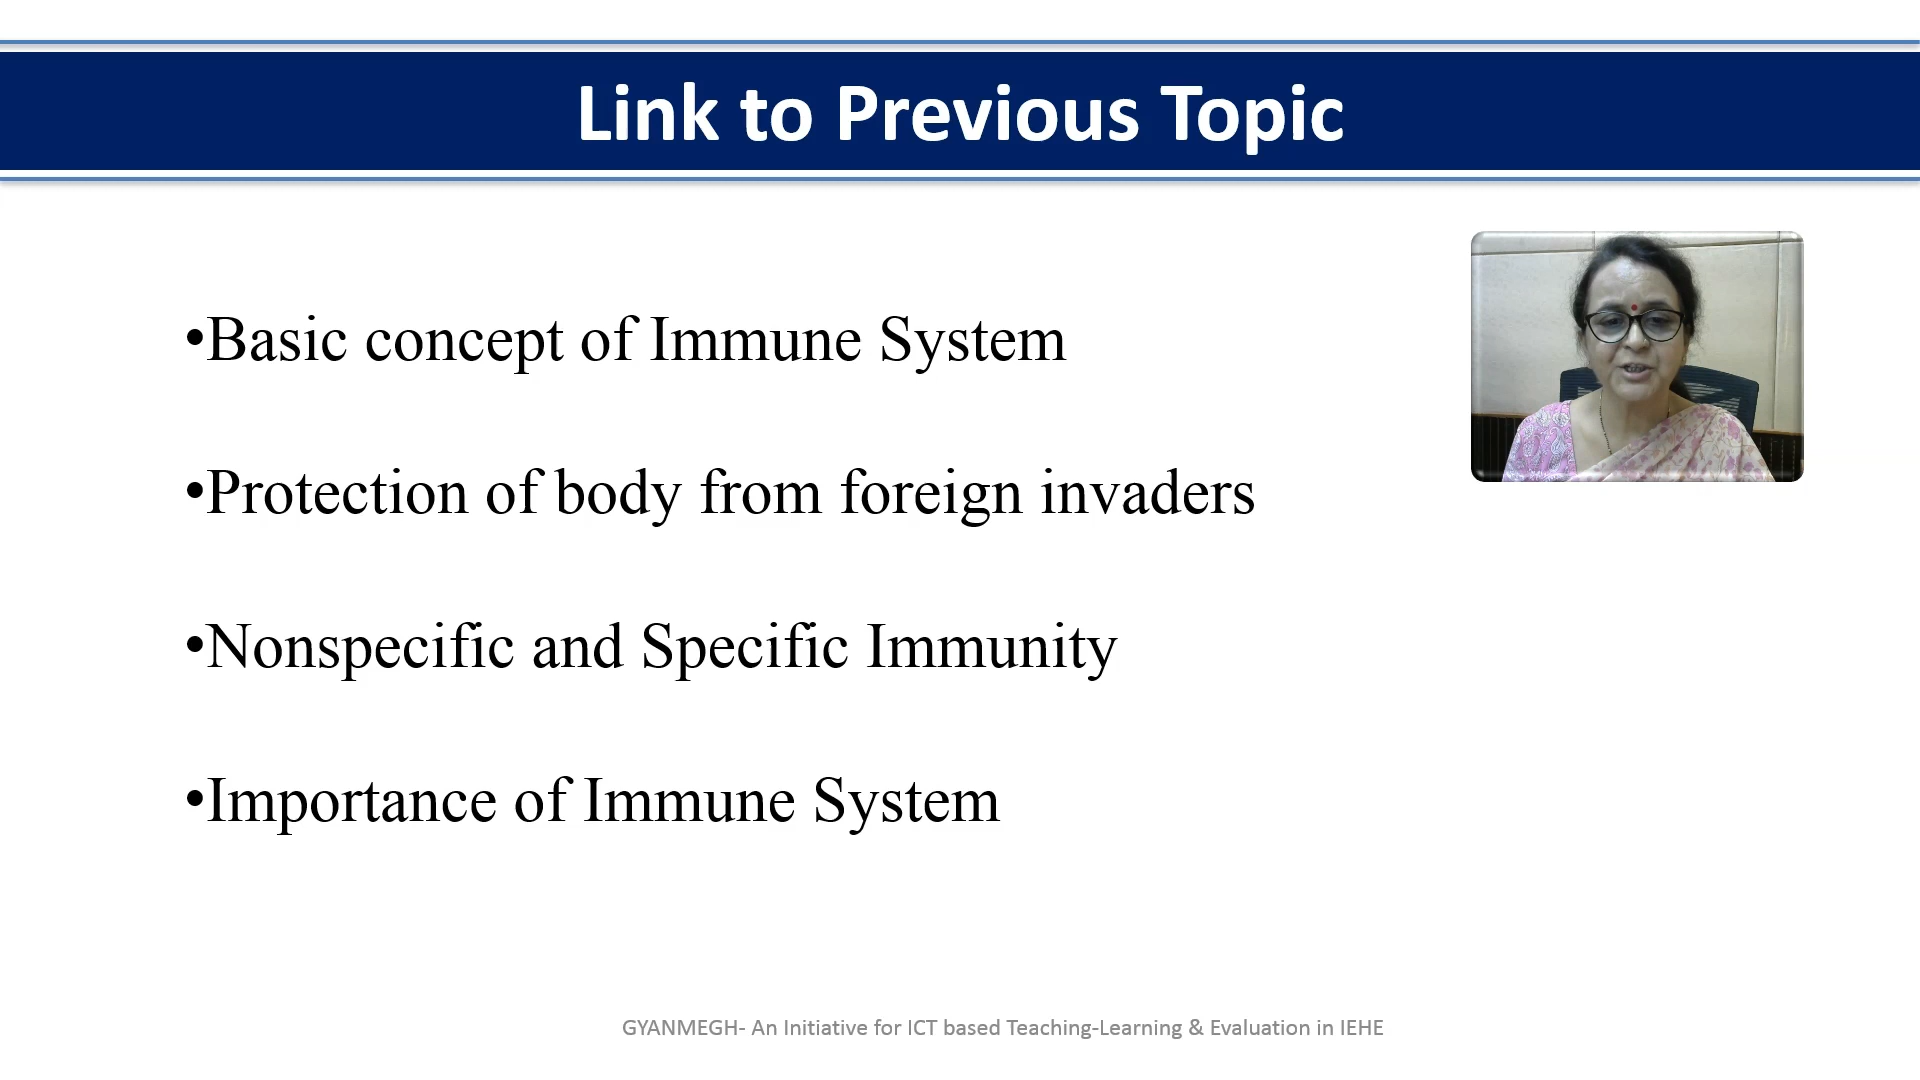 Link to Previous Topic
•Basic concept of Immune System
•Protection of body from foreign invaders
•Nonspecific and Specific Immunity
•Importance of Immune System
GYANMEGH- An Initiative for ICT based Teaching-Learning & Evaluation in IEHE